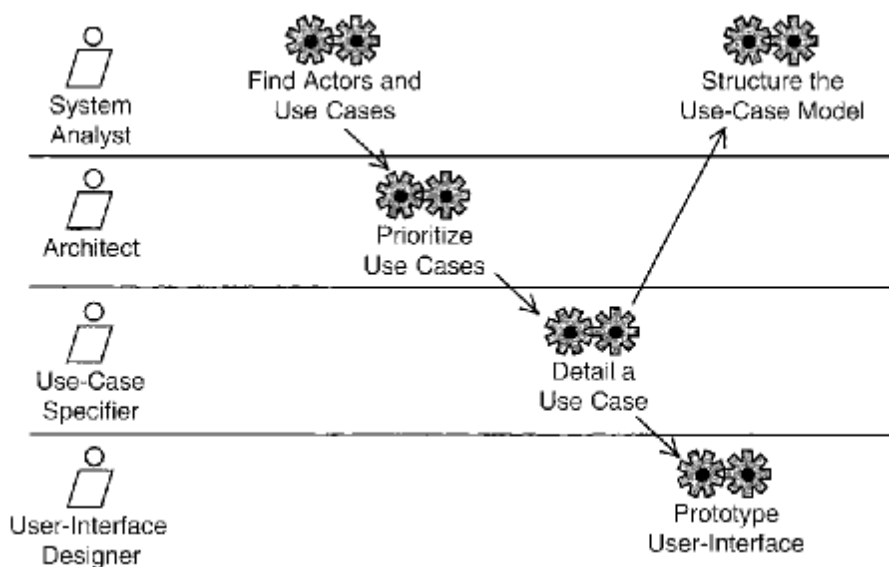 System
Analyst
Find Actors and
Use Cases
Structure the
Use-Case Model
Architect
Prioritize
Use Cases
Use-Case
Specifier
Detail a
Use Case
User-Interface
Designer
Prototype
User-Interface